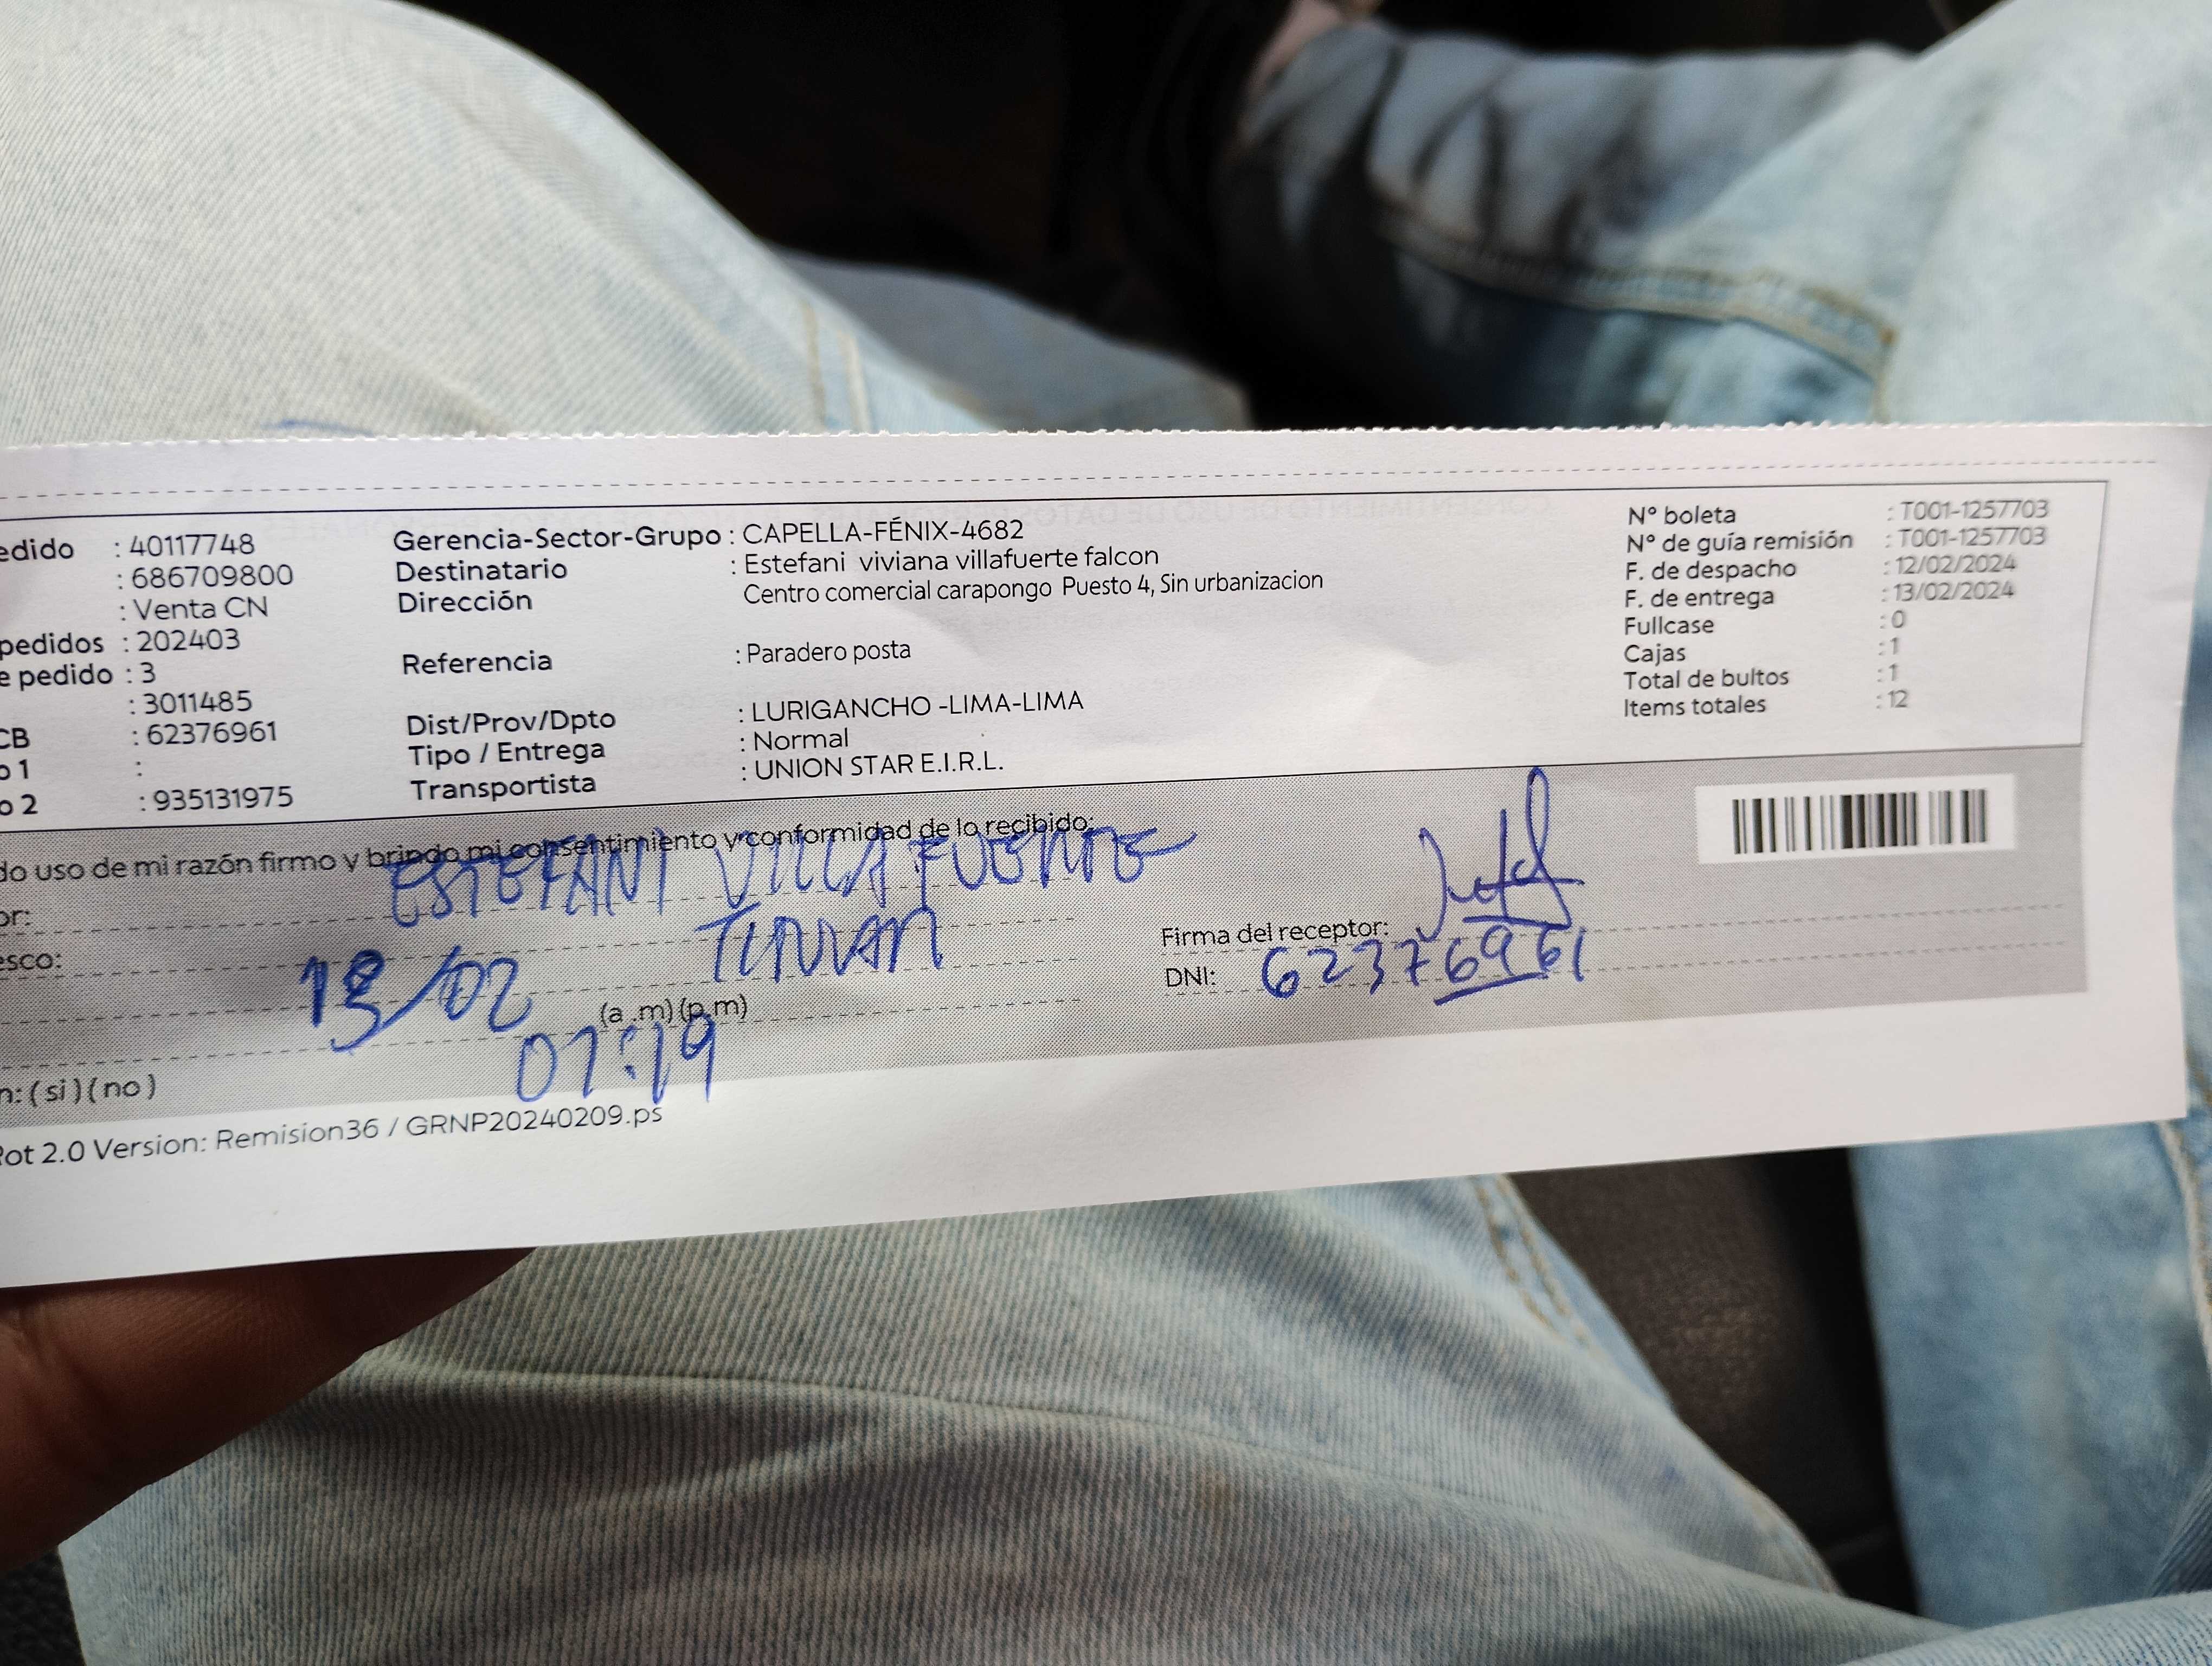 edido : 40117748
: 686709800
: Venta CN
pedidos : 202403
e pedido : 3
: 3011485
CB : 62376961
o 1 :
o 2 : 935131975
Gerencia-Sector-Grupo : CAPELLA-FÉNIX-4682
Destinatario : Estefani viviana villafuerte falcon
Dirección Centro comercial carapongo Puesto 4, Sin urbanizacion
Referencia : Paradero posta
Dist/Prov/Dpto : LURIGANCHO -LIMA-LIMA
Tipo / Entrega : Normal
Transportista : UNION STAR E.I.R.L.
N° boleta : T001-1257703
N° de guía remisión : T001-1257703
F. de despacho : 12/02/2024
F. de entrega : 13/02/2024
Fullcase : 0
Cajas : 1
Total de bultos : 1
Items totales : 12
do uso de mi razón firmo y brindo mi consentimiento y conformidad de lo recibido:
or: ESTEFANI VILLAFUERTE
esco:
13/02
(a .m) (p.m)
07:19
Firma del receptor:
DNI: 62376961
n: ( si ) ( no )
Rot 2.0 Version: Remision36 / GRNP20240209.ps